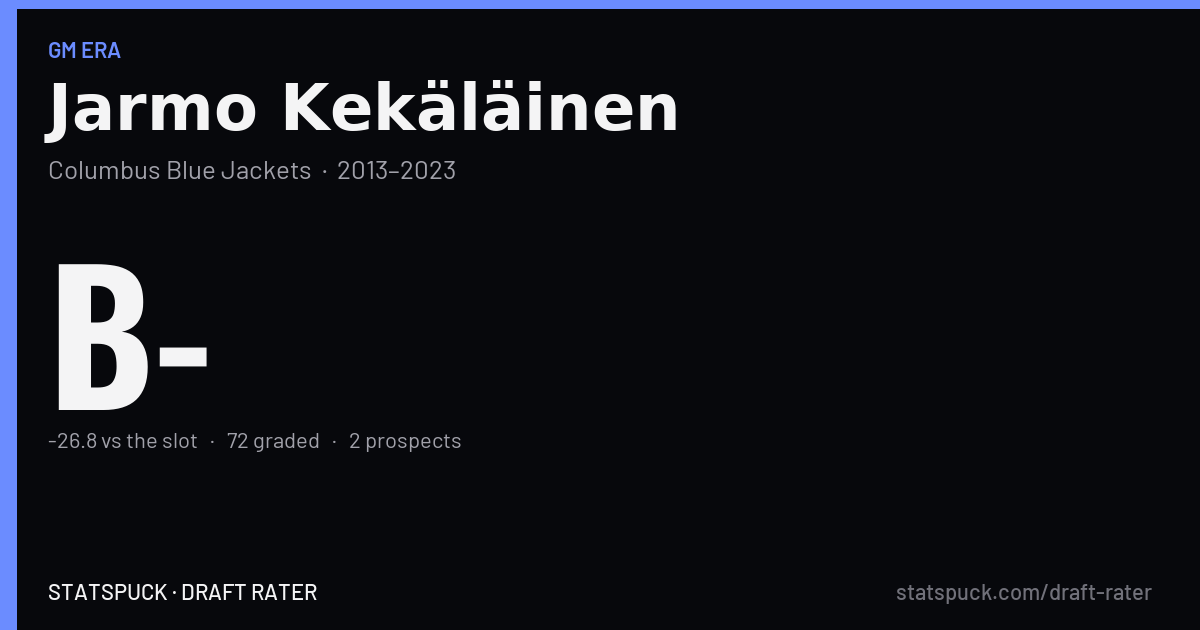 GM ERA
Jarmo Kekäläinen
Columbus Blue Jackets · 2013–2023
B-
-26.8 vs the slot · 72 graded · 2 prospects
STATSPUCK · DRAFT RATER
statspuck.com/draft-rater